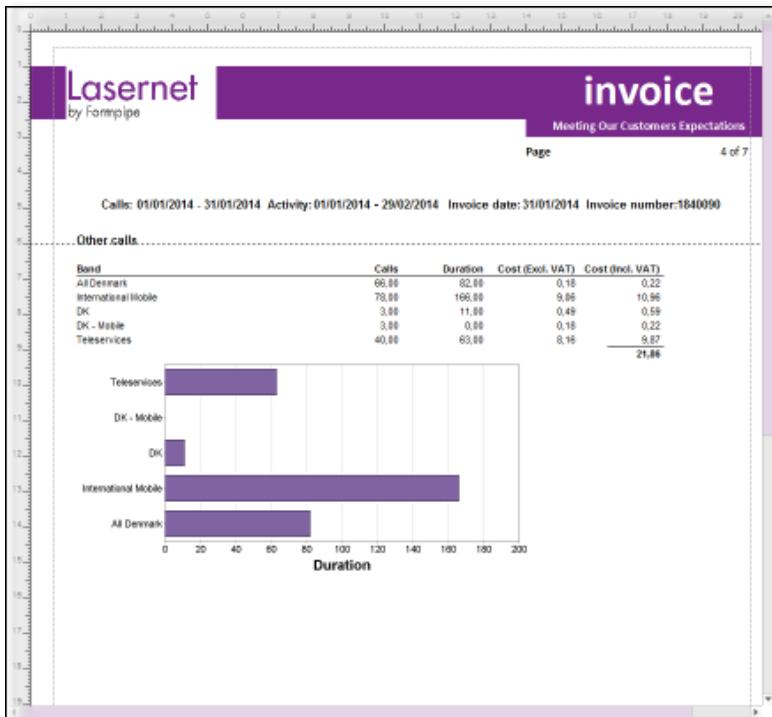 Lasernet
by Formpipe
invoice
Meeting Our Customers Expectations
Page 4 of 7
Calls: 01/01/2014 - 31/01/2014 Activity: 01/01/2014 - 29/02/2014 Invoice date: 31/01/2014 Invoice number:1840090
Other calls
Band Calls Duration Cost (Excl. VAT) Cost (Incl. VAT)
All Denmark 66,00 82,00 0,18 0,22
International Mobile 78,00 166,00 9,06 10,96
DK 3,00 11,00 0,49 0,59
DK - Mobile 3,00 0,00 0,18 0,22
Teleservices 40,00 63,00 8,16 9,87
21,86
Teleservices
DK - Mobile
DK
International Mobile
All Denmark
0 20 40 60 80 100 120 140 160 180 200
Duration